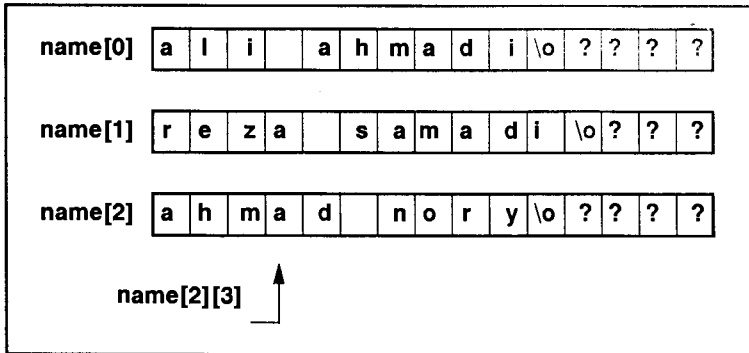 name[0] a l i   a h m a d i \o ? ? ? ?
name[1] r e z a   s a m a d i \o ? ? ?
name[2] a h m a d   n o r y \o ? ? ? ?
name[2][3]